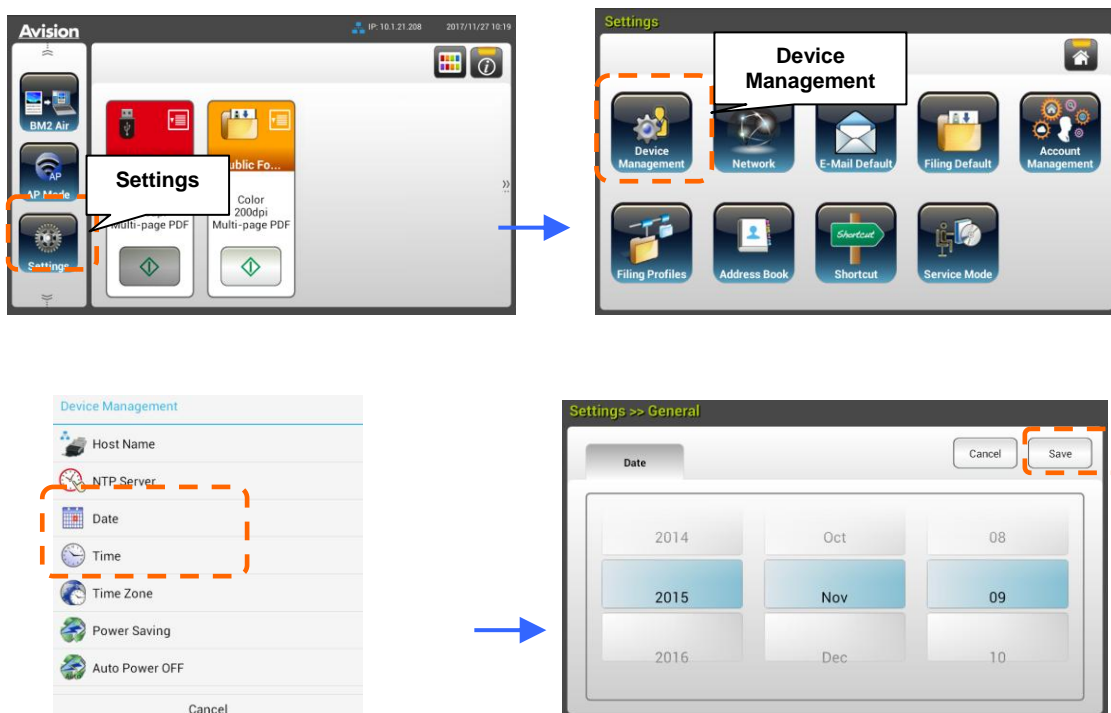 Avision
IP: 10.1.21.208 2017/11/27 10:19
BM2 Air
AP
AP Mode
Settings
Settings
Public Fo...
Multi-page PDF
Color
200dpi
Multi-page PDF
Settings
Device
Management
Device
Management
Network
E-Mail Default
Filing Default
Account
Management
Filing Profiles
Address Book
Shortcut
Shortcut
Service Mode
Device Management
Host Name
NTP Server
Date
Time
Time Zone
Power Saving
Auto Power OFF
Cancel
Settings >> General
Date
Cancel
Save
2014 Oct 08
2015 Nov 09
2016 Dec 10